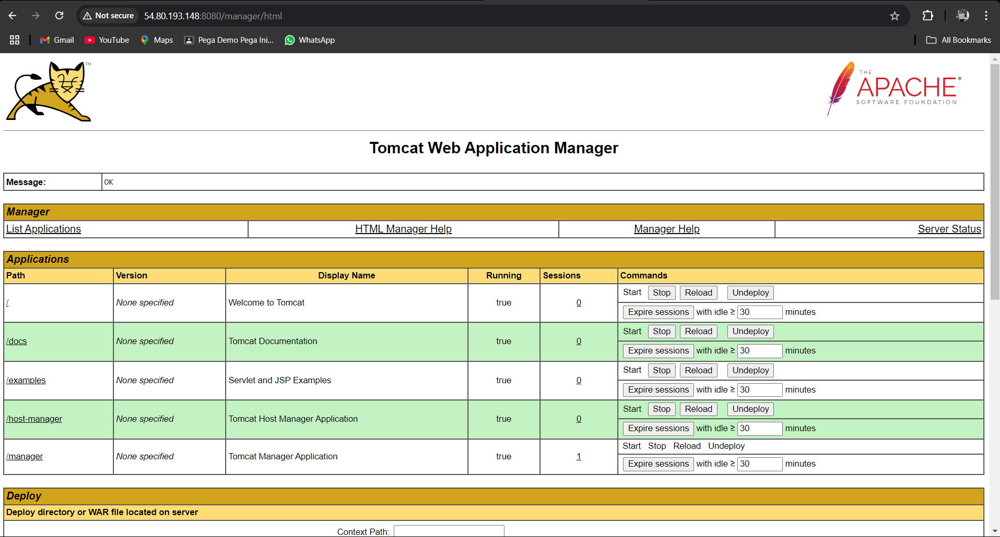 Not secure 54.80.193.148:8080/manager/html
Gmail YouTube Maps Pega Demo Pega Ini... WhatsApp All Bookmarks
TM
THE
APACHE®
SOFTWARE FOUNDATION
Tomcat Web Application Manager
Message: OK
Manager
List Applications HTML Manager Help Manager Help Server Status
Applications
Path Version Display Name Running Sessions Commands
/ None specified Welcome to Tomcat true 0 Start Stop Reload Undeploy
Expire sessions with idle ≥ 30 minutes
/docs None specified Tomcat Documentation true 0 Start Stop Reload Undeploy
Expire sessions with idle ≥ 30 minutes
/examples None specified Servlet and JSP Examples true 0 Start Stop Reload Undeploy
Expire sessions with idle ≥ 30 minutes
/host-manager None specified Tomcat Host Manager Application true 0 Start Stop Reload Undeploy
Expire sessions with idle ≥ 30 minutes
/manager None specified Tomcat Manager Application true 1 Start Stop Reload Undeploy
Expire sessions with idle ≥ 30 minutes
Deploy
Deploy directory or WAR file located on server
Context Path: